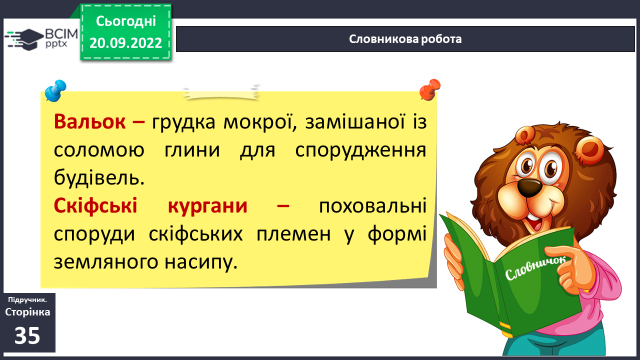 Сьогодні
20.09.2022
BCIM
pptx
Словникова робота
Вальок – грудка мокрої, замішаної із
соломою глини для спорудження
будівель.
Скіфські кургани – поховальні
споруди скіфських племен у формі
земляного насипу.
Словничок
Підручник.
Сторінка
35